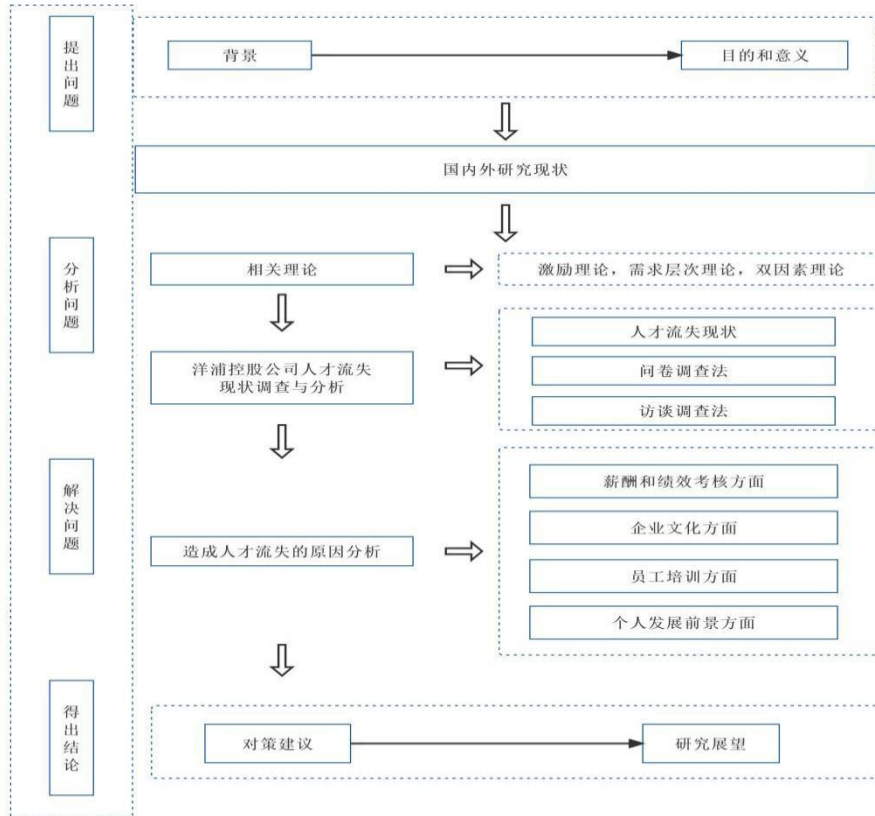 提出问题
背景
目的和意义
国内外研究现状
分析问题
相关理论
激励理论，需求层次理论，双因素理论
洋浦控股公司人才流失
现状调查与分析
人才流失现状
问卷调查法
访谈调查法
解决问题
造成人才流失的原因分析
薪酬和绩效考核方面
企业文化方面
员工培训方面
个人发展前景方面
得出结论
对策建议
研究展望